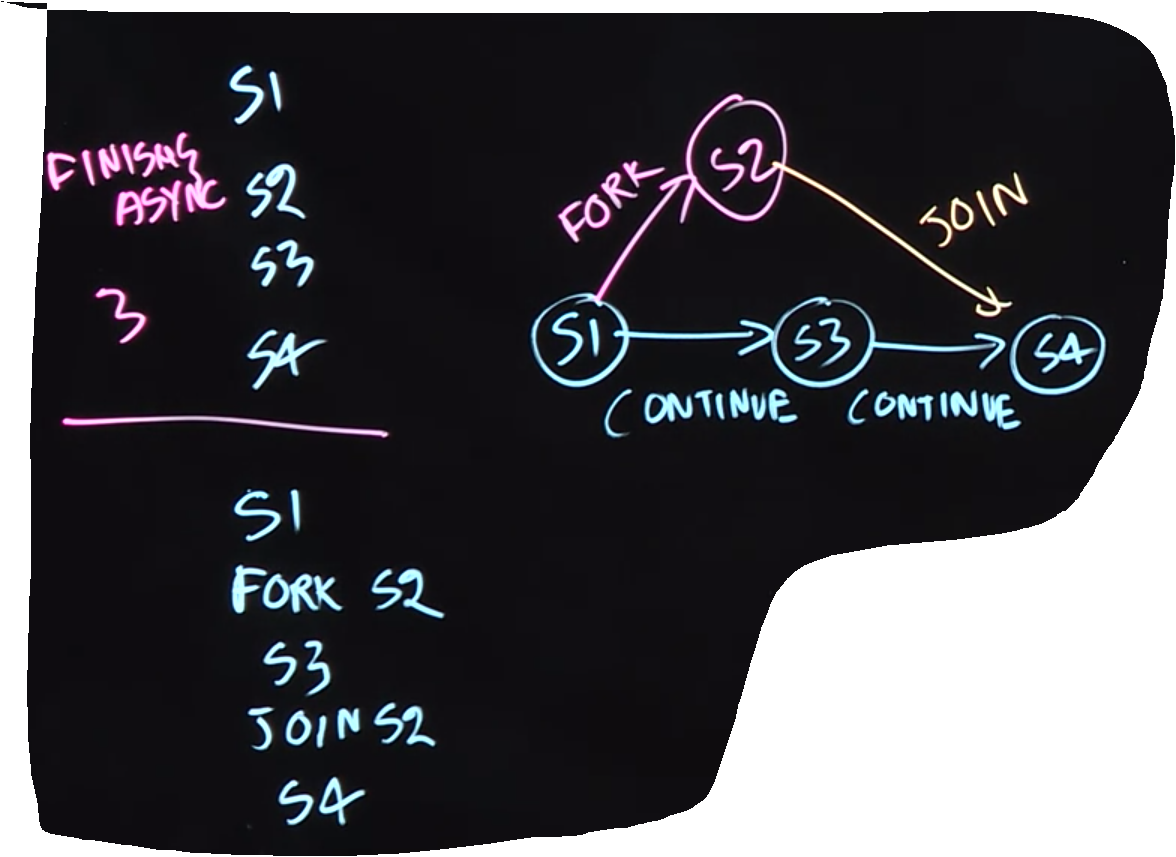 S1
FINISH
ASYNC
S2
S3
3
S4
S1
FORK S2
S3
JOIN S2
S4
S2
FORK
JOIN
S1
S3
S4
CONTINUE
CONTINUE